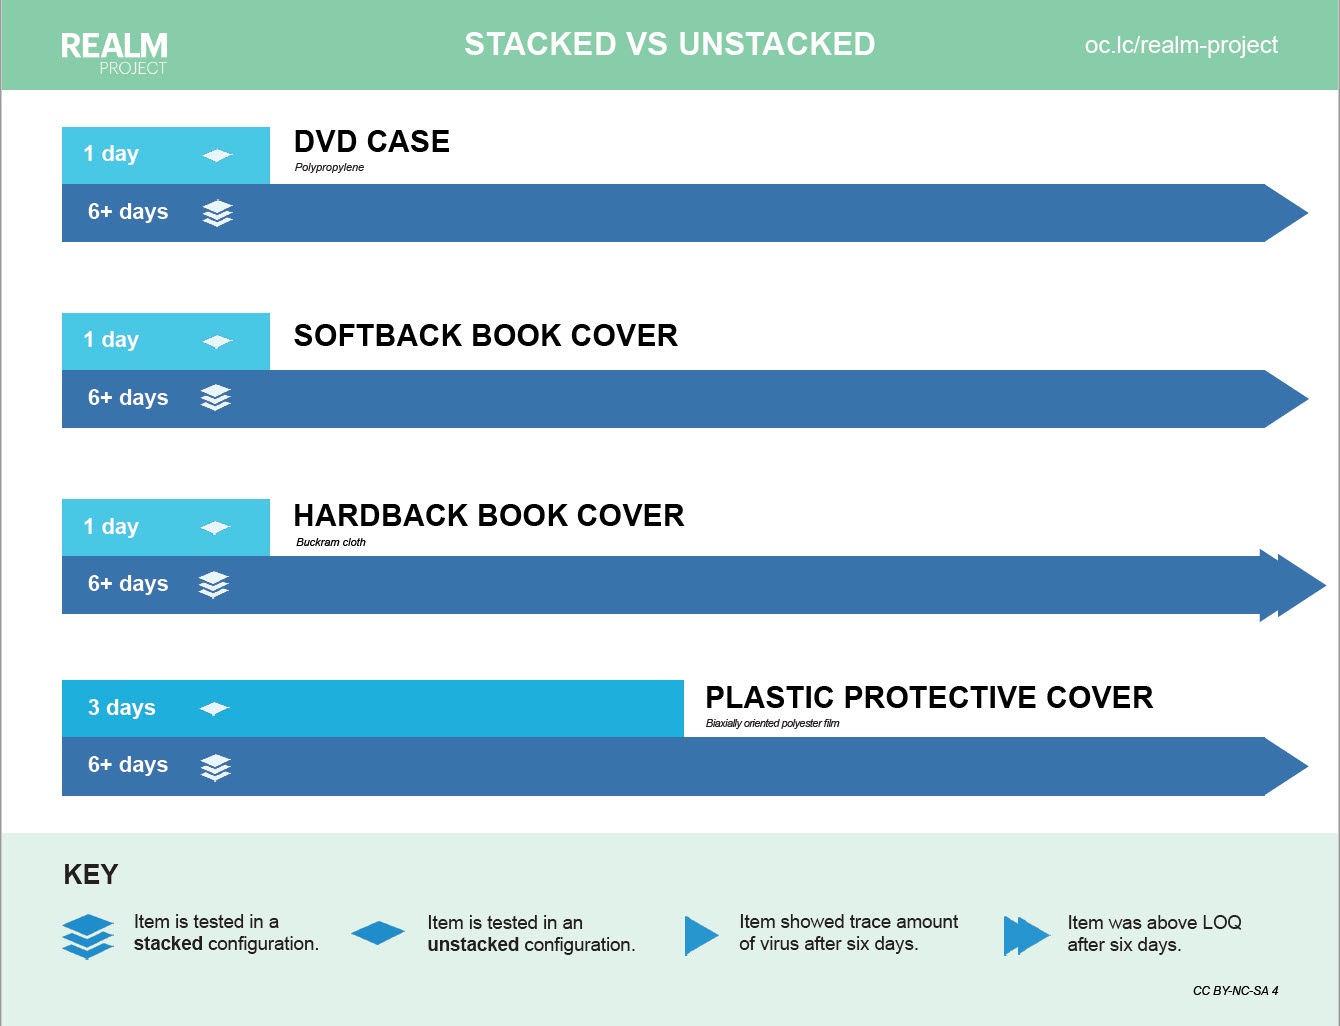 REALM
PROJECT
STACKED VS UNSTACKED
oc.lc/realm-project
1 day
DVD CASE
Polypropylene
6+ days
1 day
SOFTBACK BOOK COVER
6+ days
1 day
HARDBACK BOOK COVER
Buckram cloth
6+ days
3 days
PLASTIC PROTECTIVE COVER
Biaxially oriented polyester film
6+ days
KEY
Item is tested in a
stacked configuration.
Item is tested in an
unstacked configuration.
Item showed trace amount
of virus after six days.
Item was above LOQ
after six days.
CC BY-NC-SA 4